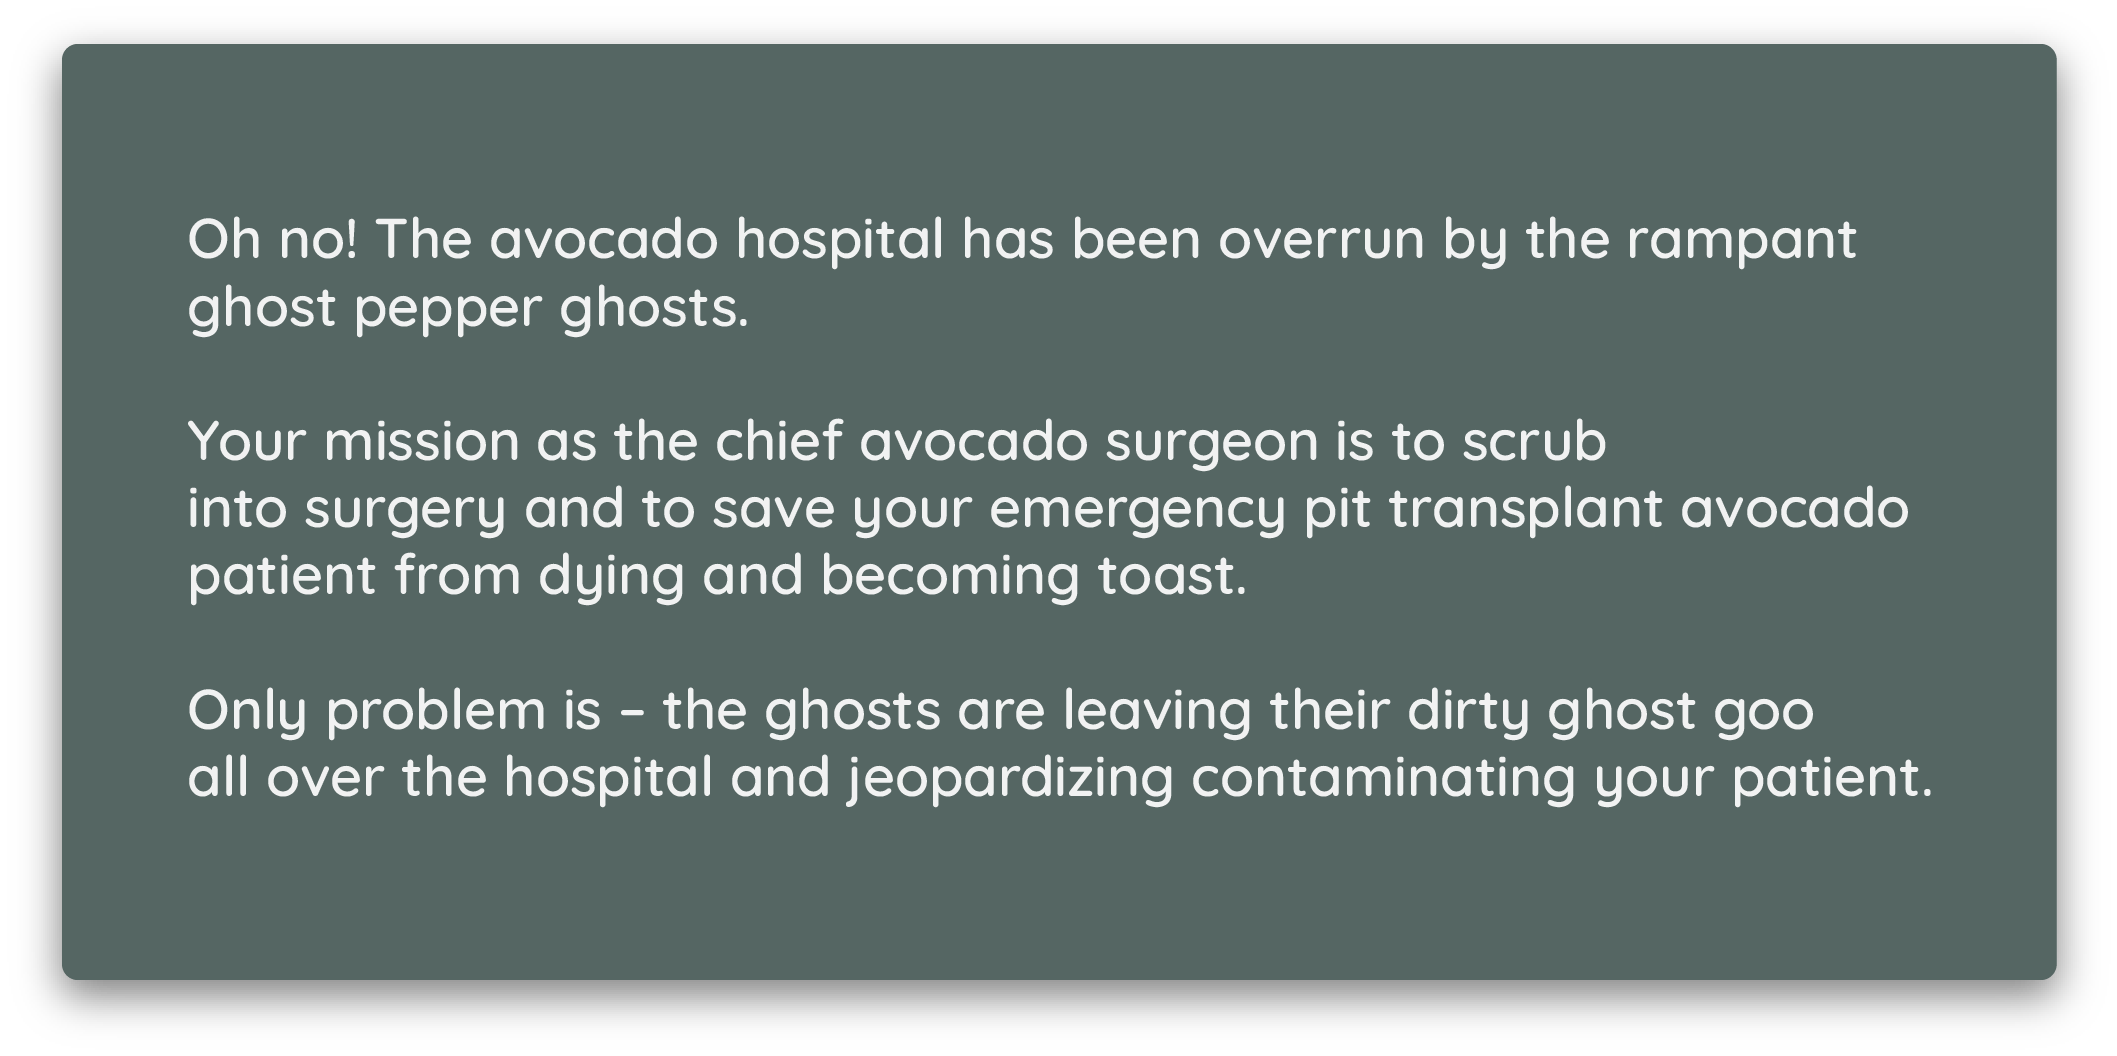 Oh no! The avocado hospital has been overrun by the rampant
ghost pepper ghosts.
Your mission as the chief avocado surgeon is to scrub
into surgery and to save your emergency pit transplant avocado
patient from dying and becoming toast.
Only problem is – the ghosts are leaving their dirty ghost goo
all over the hospital and jeopardizing contaminating your patient.